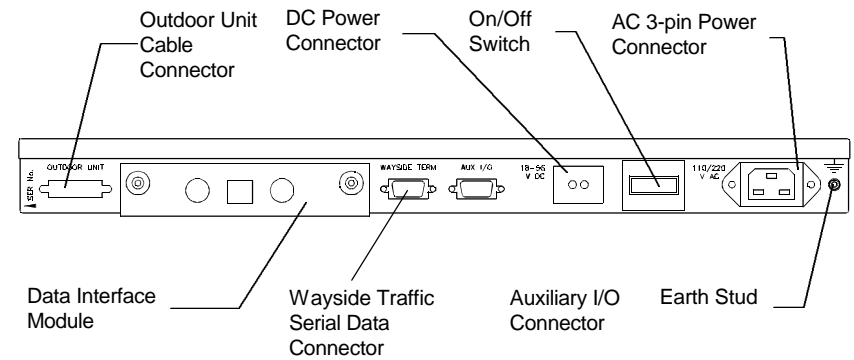 Outdoor Unit
Cable
Connector
DC Power
Connector
On/Off
Switch
AC 3-pin Power
Connector
SER No.
OUTDOOR UNIT
WAYSIDE TERM
AUX I/O
18-96
V DC
110/220
V AC
Data Interface
Module
Wayside Traffic
Serial Data
Connector
Auxiliary I/O
Connector
Earth Stud